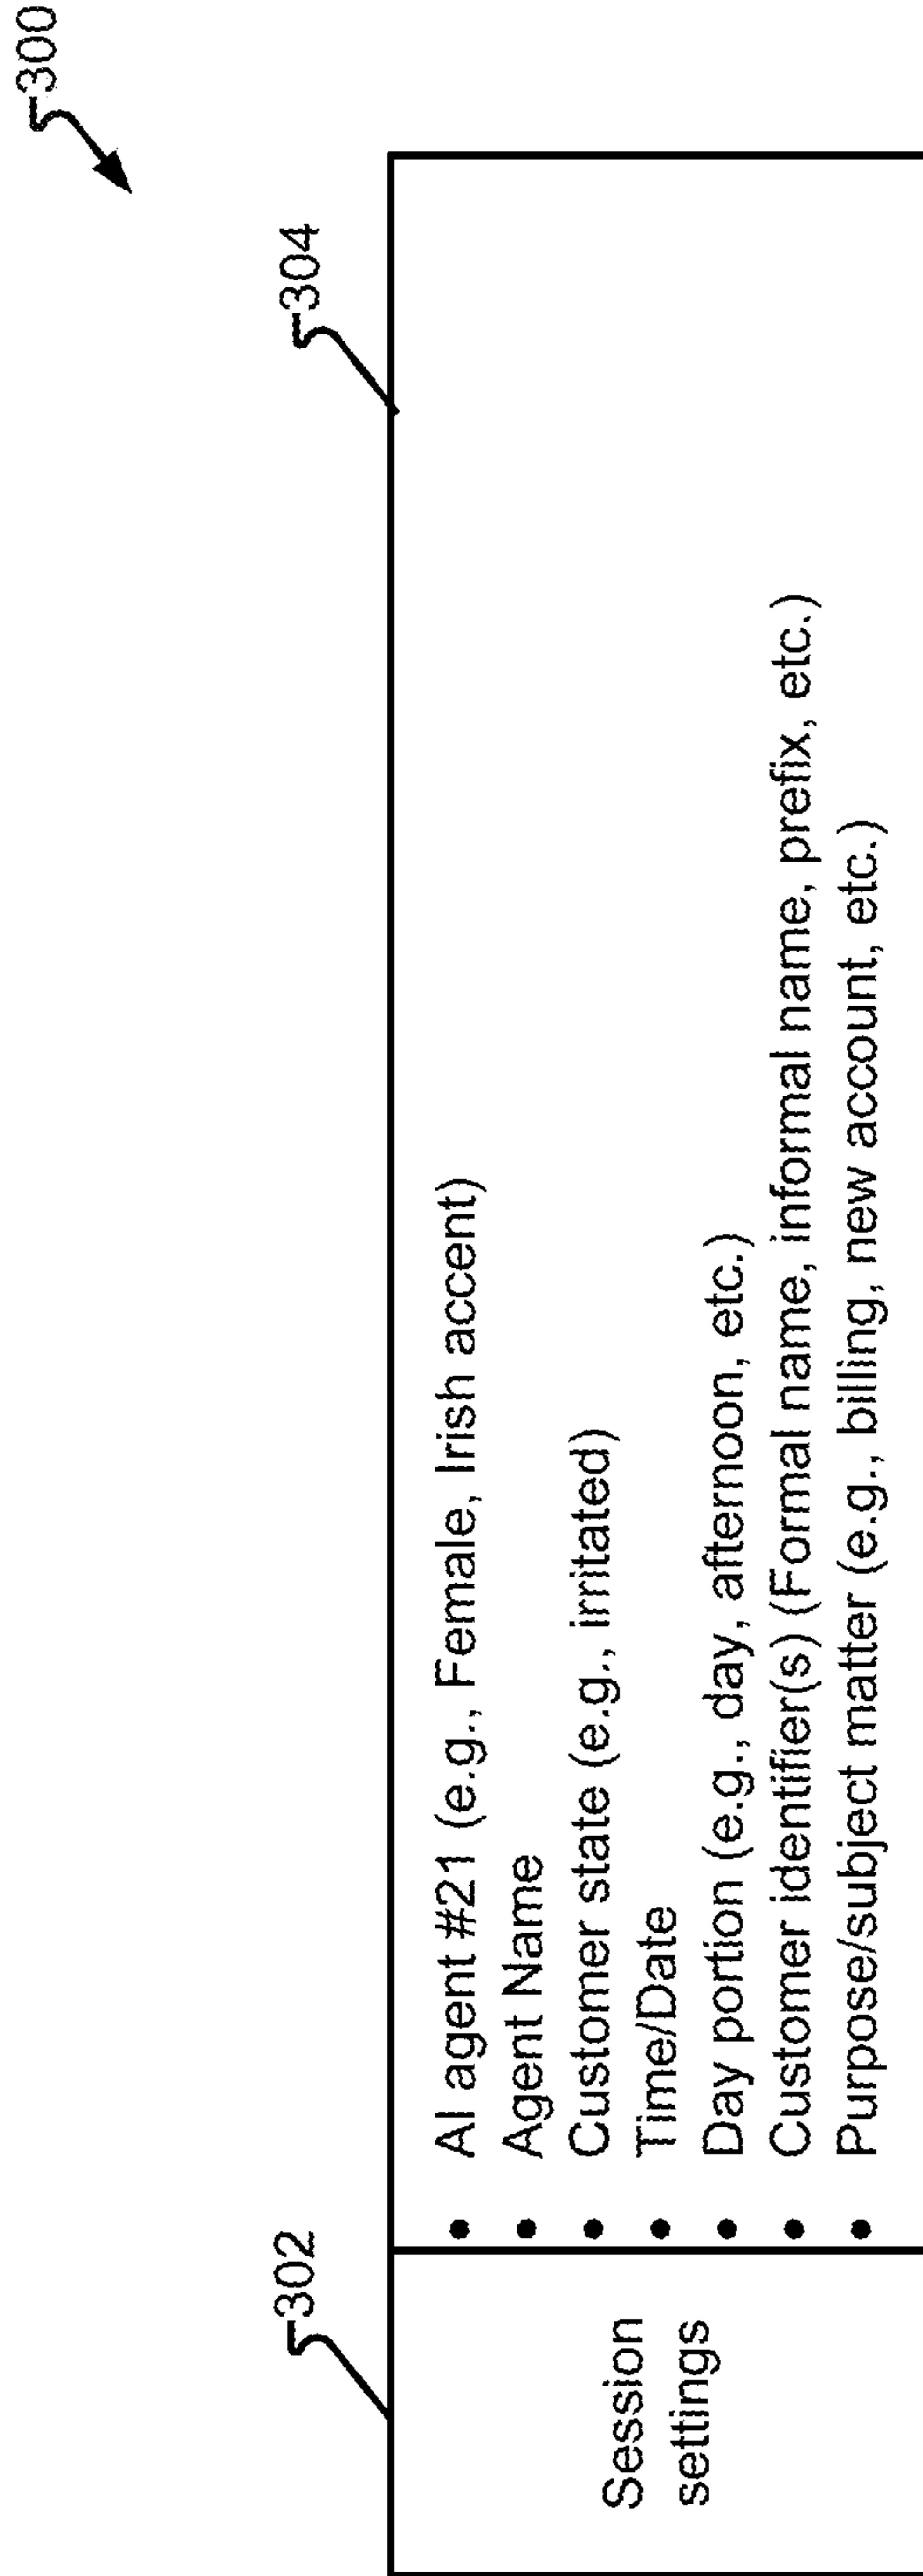 300
302
304
Session
settings
• AI agent #21 (e.g., Female, Irish accent)
• Agent Name
• Customer state (e.g., irritated)
• Time/Date
• Day portion (e.g., day, afternoon, etc.)
• Customer identifier(s) (Formal name, informal name, prefix, etc.)
• Purpose/subject matter (e.g., billing, new account, etc.)